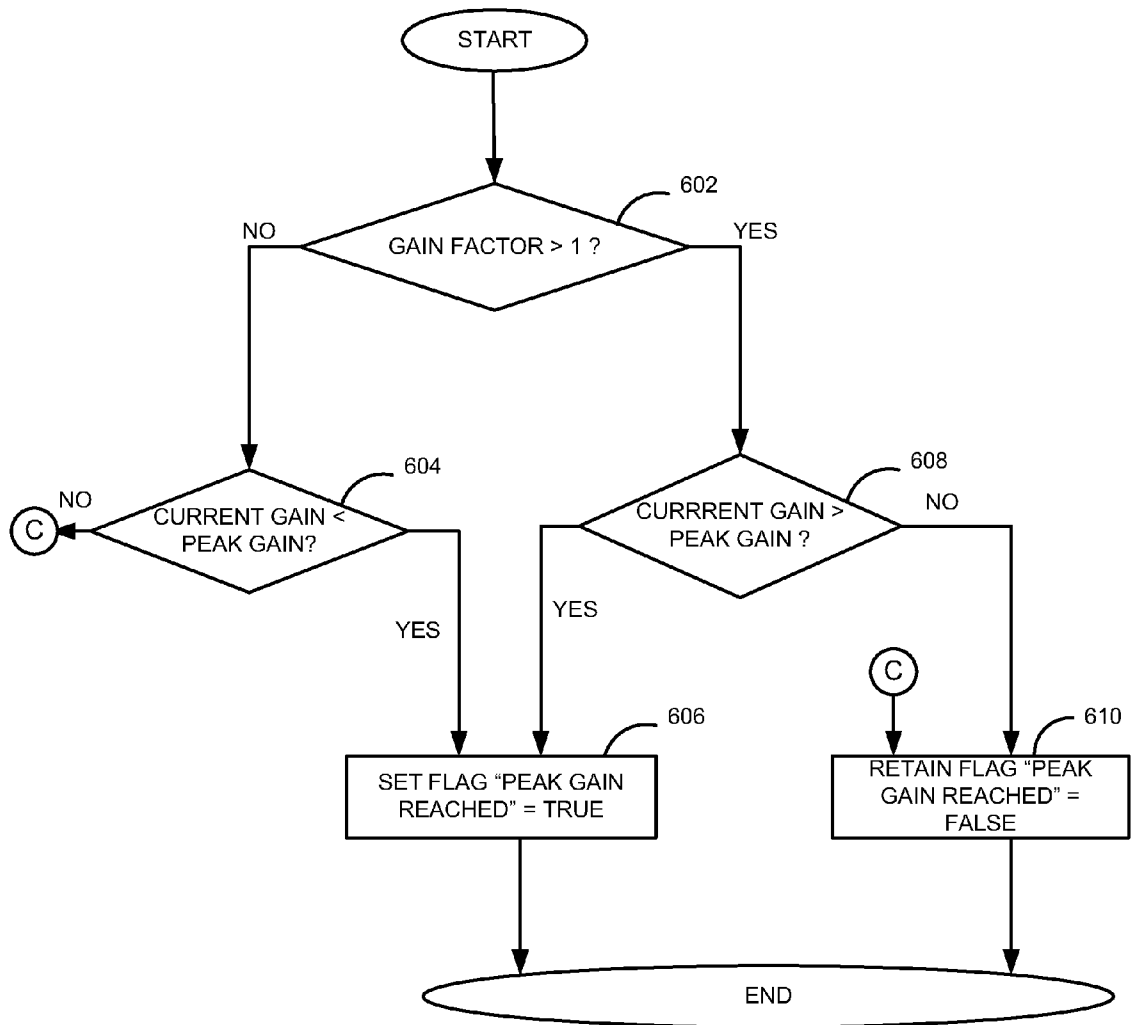 START
602
NO
YES
GAIN FACTOR > 1 ?
604
608
NO
CURRENT GAIN <
PEAK GAIN?
CURRRENT GAIN >
PEAK GAIN ?
NO
C
YES
YES
C
606
610
SET FLAG “PEAK GAIN
REACHED” = TRUE
RETAIN FLAG “PEAK
GAIN REACHED” =
FALSE
END